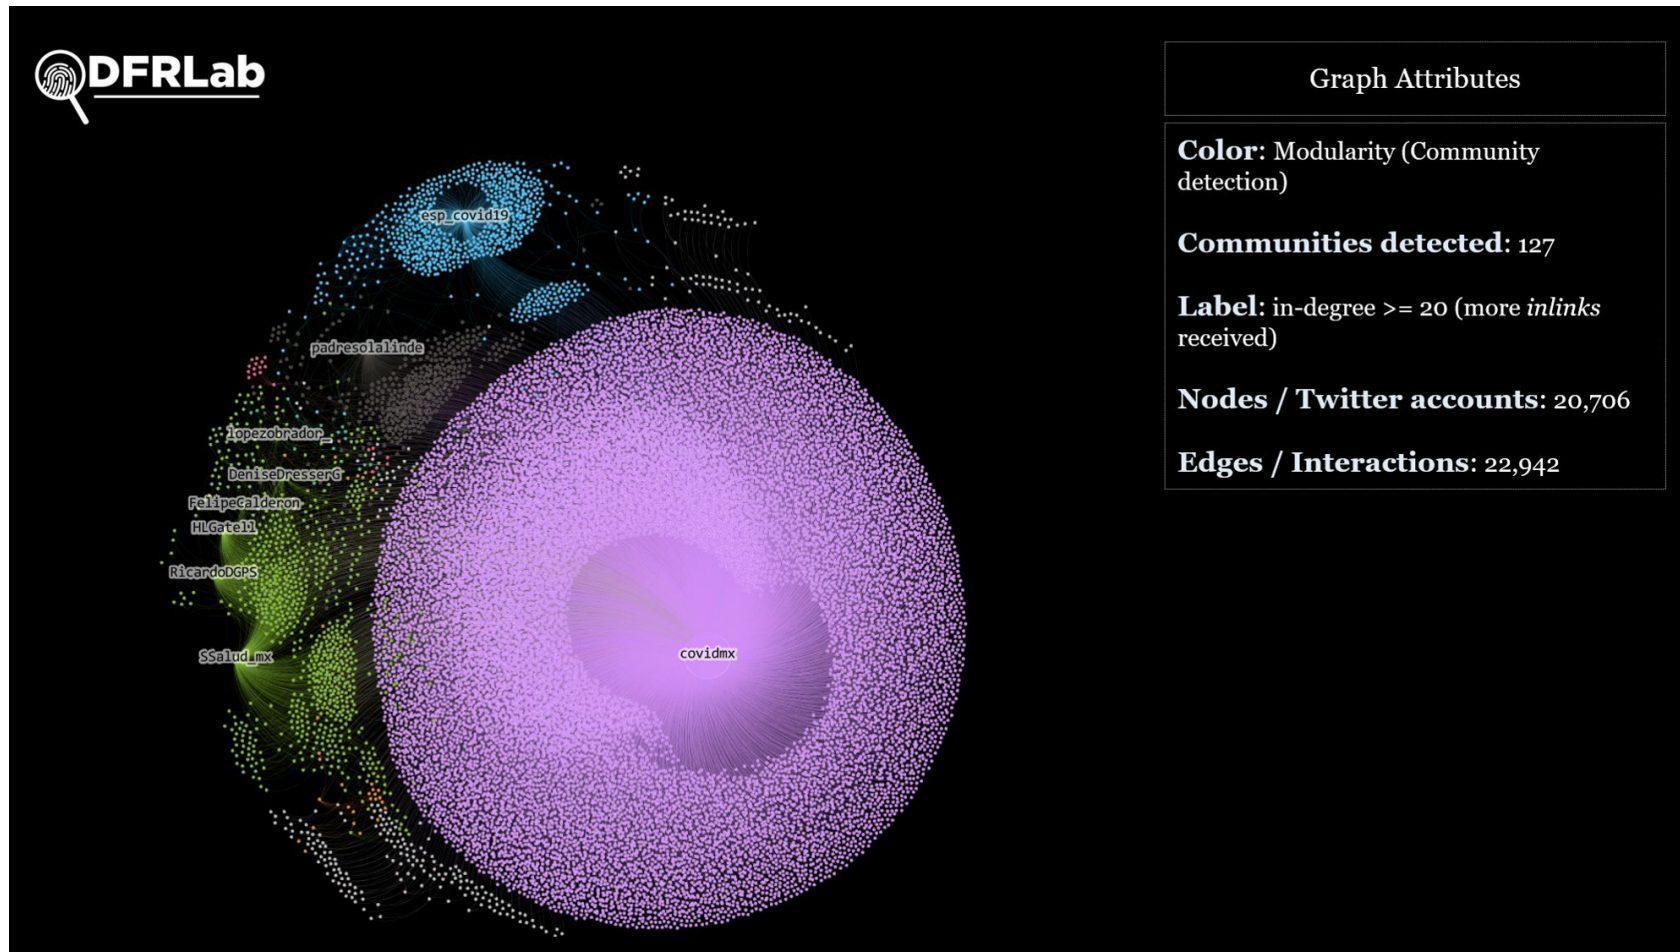 DFRLab
Graph Attributes
Color: Modularity (Community
detection)
Communities detected: 127
Label: in-degree >= 20 (more inlinks
received)
Nodes / Twitter accounts: 20,706
Edges / Interactions: 22,942
esp_covid19
padresolalinde
lopezobrador_
DeniseDresserG
FelipeCalderon
HLGatell
RicardoDGPS
SSalud_mx
covidmx